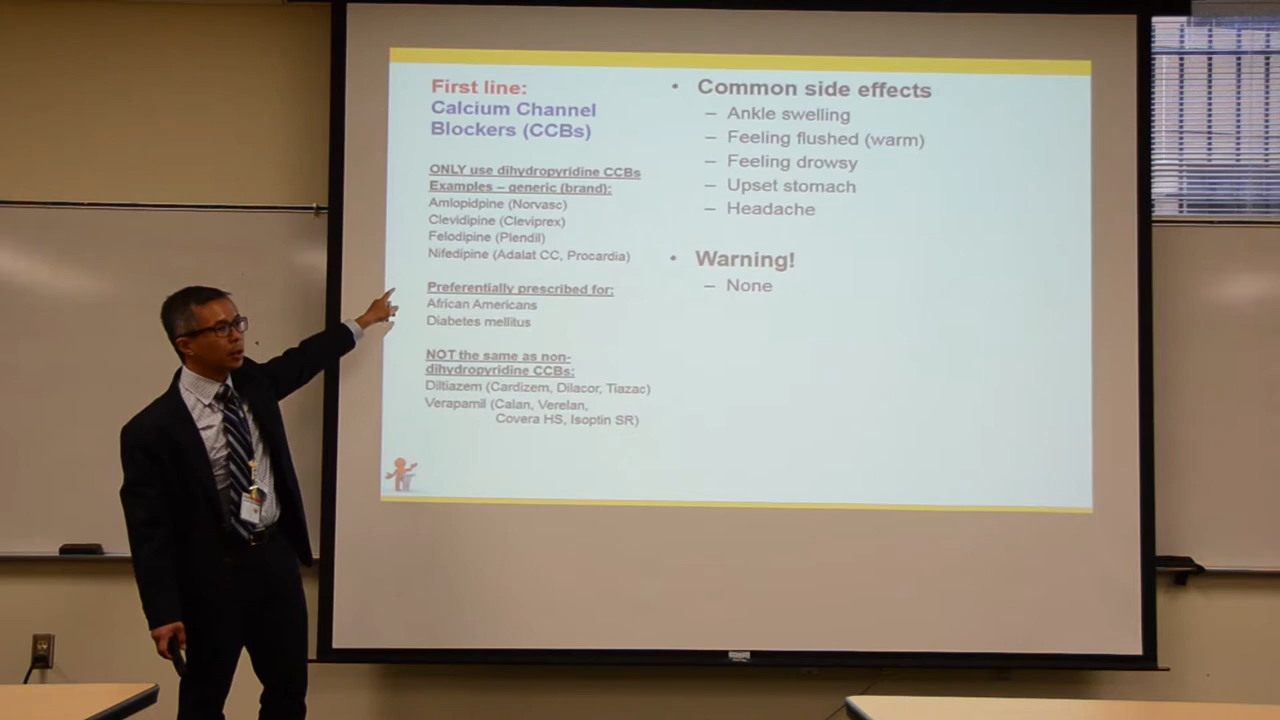 First line:
Calcium Channel
Blockers (CCBs)
ONLY use dihydropyridine CCBs
Examples – generic (brand):
Amlopidpine (Norvasc)
Clevidipine (Cleviprex)
Felodipine (Plendil)
Nifedipine (Adalat CC, Procardia)
Preferentially prescribed for:
African Americans
Diabetes mellitus
NOT the same as non-
dihydropyridine CCBs:
Diltiazem (Cardizem, Dilacor, Tiazac)
Verapamil (Calan, Verelan,
Covera HS, Isoptin SR)
• Common side effects
– Ankle swelling
– Feeling flushed (warm)
– Feeling drowsy
– Upset stomach
– Headache
• Warning!
– None